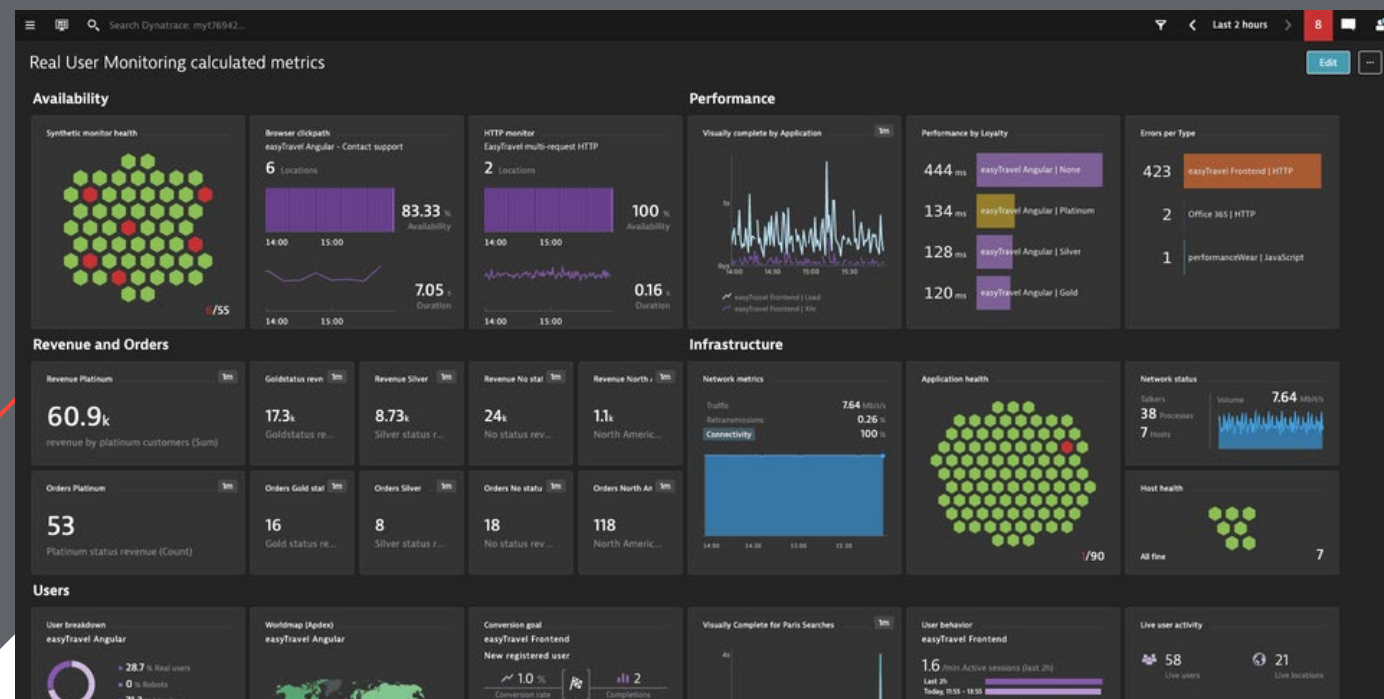 Search Dynatrace: myt76942...
Last 2 hours
8
Real User Monitoring calculated metrics
Edit
Availability
Synthetic monitor health
6/55
Browser clickpath
easyTravel Angular - Contact support
6 Locations
83.33 %
Availability
14:00 15:00
7.05 s
Duration
14:00 15:00
HTTP monitor
EasyTravel multi-request HTTP
2 Locations
100 %
Availability
14:00 15:00
0.16 s
Duration
14:00 15:00
Performance
Visually complete by Application
1m
5s
0µs
14:00 14:30 15:00 15:30
easyTravel Frontend | Load
easyTravel Frontend | Xhr
Performance by Loyalty
444 ms easyTravel Angular | None
134 ms easyTravel Angular | Platinum
128 ms easyTravel Angular | Silver
120 ms easyTravel Angular | Gold
Errors per Type
423 easyTravel Frontend | HTTP
2 Office 365 | HTTP
1 performanceWear | JavaScript
Revenue and Orders
Revenue Platinum 1m
60.9k
revenue by platinum customers (Sum)
Goldstatus revn 1m
17.3k
Goldstatus re...
Revenue Silver 1m
8.73k
Silver status r...
Revenue No stat 1m
24k
No status rev...
Revenue North 1m
1.1k
North Americ...
Orders Platinum 1m
53
Platinum status revenue (Count)
Orders Gold stat 1m
16
Gold status re...
Orders Silver 1m
8
Silver status r...
Orders No statu 1m
18
No status rev...
Orders North Am 1m
118
North Americ...
Infrastructure
Network metrics
Traffic 7.64 Mbit/s
Retransmissions 0.26 %
Connectivity 100 %
14:00 14:30 15:00 15:30
Application health
1/90
Network status
Talkers
38 Processes
7 Hosts
Volume 7.64 Mbit/s
Host health
All fine 7
Users
User breakdown
easyTravel Angular
28.7 % Real users
0 % Robots
Worldmap (Apdex)
easyTravel Angular
Conversion goal
easyTravel Frontend
New registered user
1.0 %
Conversion rate
2
Completions
Visually Complete for Paris Searches
1m
4s
User behavior
easyTravel Frontend
1.6 /min Active sessions (last 2h)
Last 2h
Today, 11:55 - 13:55
Live user activity
58
Live users
21
Live locations